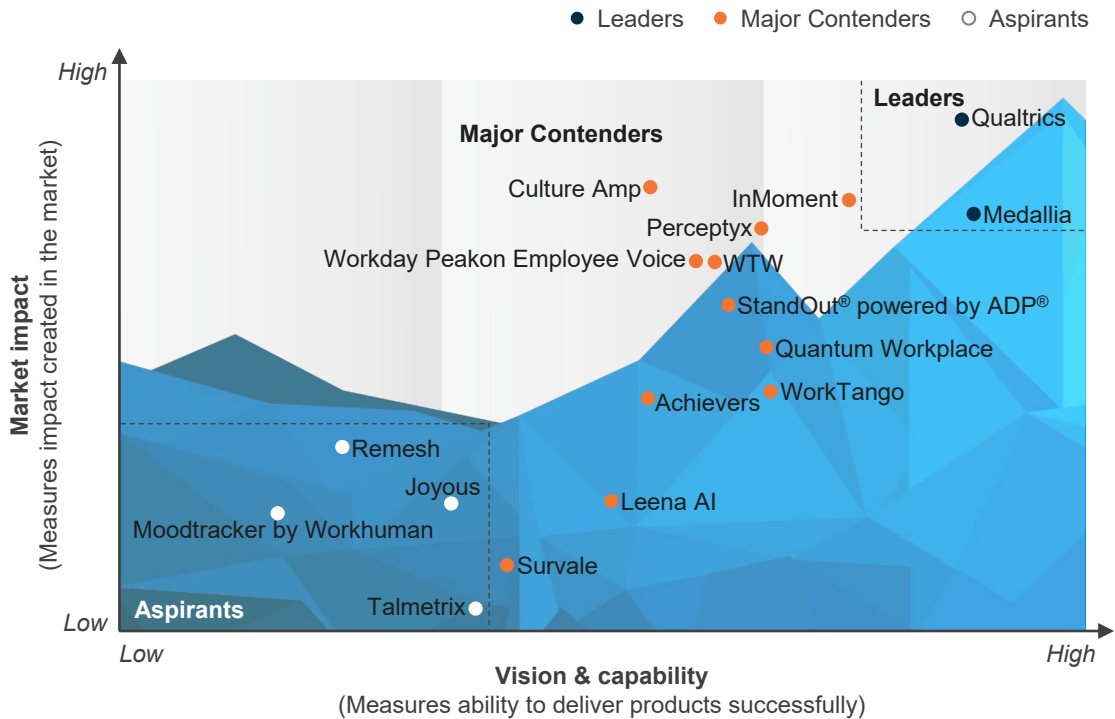 Leaders
Major Contenders
Aspirants
High
Leaders
Qualtrics
Major Contenders
Culture Amp
InMoment
Medallia
Perceptyx
Workday Peakon Employee Voice
WTW
StandOut® powered by ADP®
Quantum Workplace
WorkTango
Achievers
Remesh
Joyous
Leena AI
Moodtracker by Workhuman
Survale
Talmetrix
Aspirants
Market impact
(Measures impact created in the market)
Low
Low
High
Vision & capability
(Measures ability to deliver products successfully)